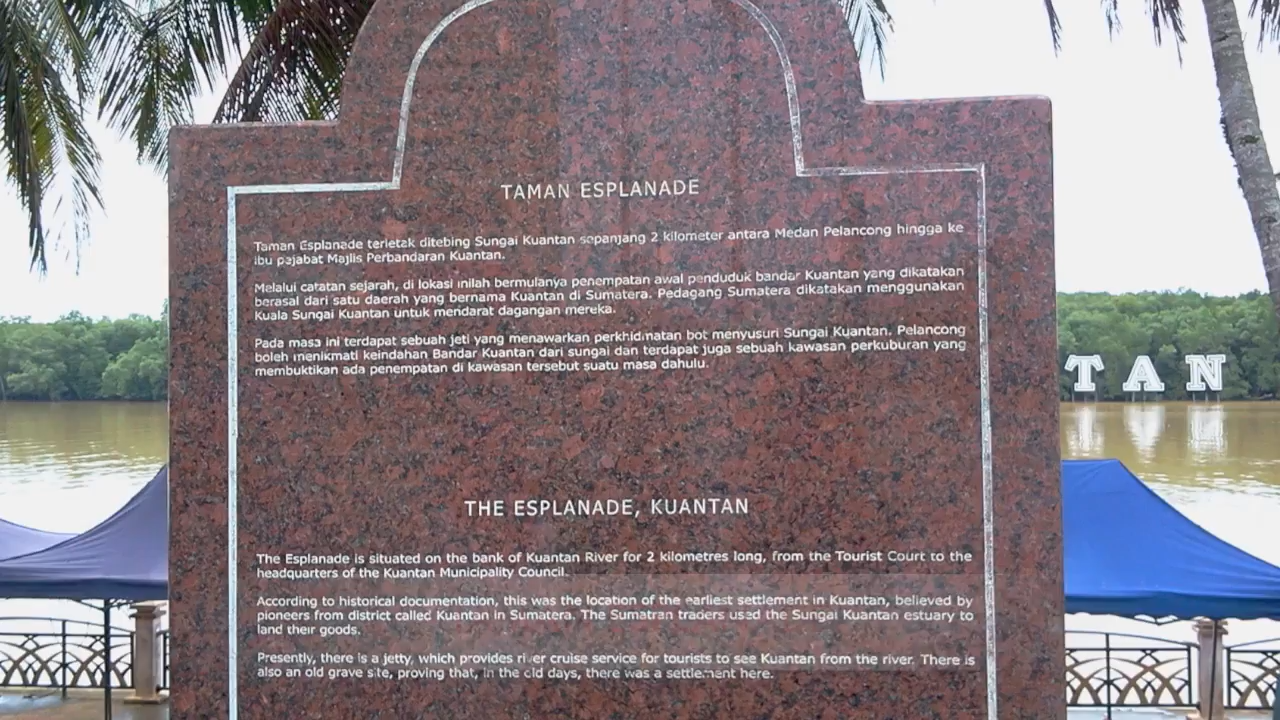 TAMAN ESPLANADE
Taman Esplanade terletak ditebing Sungai Kuantan sepanjang 2 kilometer antara Medan Pelancong hingga ke
ibu pejabat Majlis Perbandaran Kuantan.
Melalui catatan sejarah, di lokasi inilah bermulanya penempatan awal penduduk bandar Kuantan yang dikatakan
berasal dari satu daerah yang bernama Kuantan di Sumatera. Pedagang Sumatera dikatakan menggunakan
Kuala Sungai Kuantan untuk mendarat dagangan mereka.
Pada masa ini terdapat sebuah jeti yang menawarkan perkhidmatan bot menyusuri Sungai Kuantan. Pelancong
boleh menikmati keindahan Bandar Kuantan dari sungai dan terdapat juga sebuah kawasan perkuburan yang
membuktikan ada penempatan di kawasan tersebut suatu masa dahulu.
TAN
THE ESPLANADE, KUANTAN
The Esplanade is situated on the bank of Kuantan River for 2 kilometres long, from the Tourist Court to the
headquarters of the Kuantan Municipality Council.
According to historical documentation, this was the location of the earliest settlement in Kuantan, believed by
pioneers from district called Kuantan in Sumatera. The Sumatran traders used the Sungai Kuantan estuary to
land their goods.
Presently, there is a jetty, which provides river cruise service for tourists to see Kuantan from the river. There is
also an old grave site, proving that, in the old days, there was a settlement here.